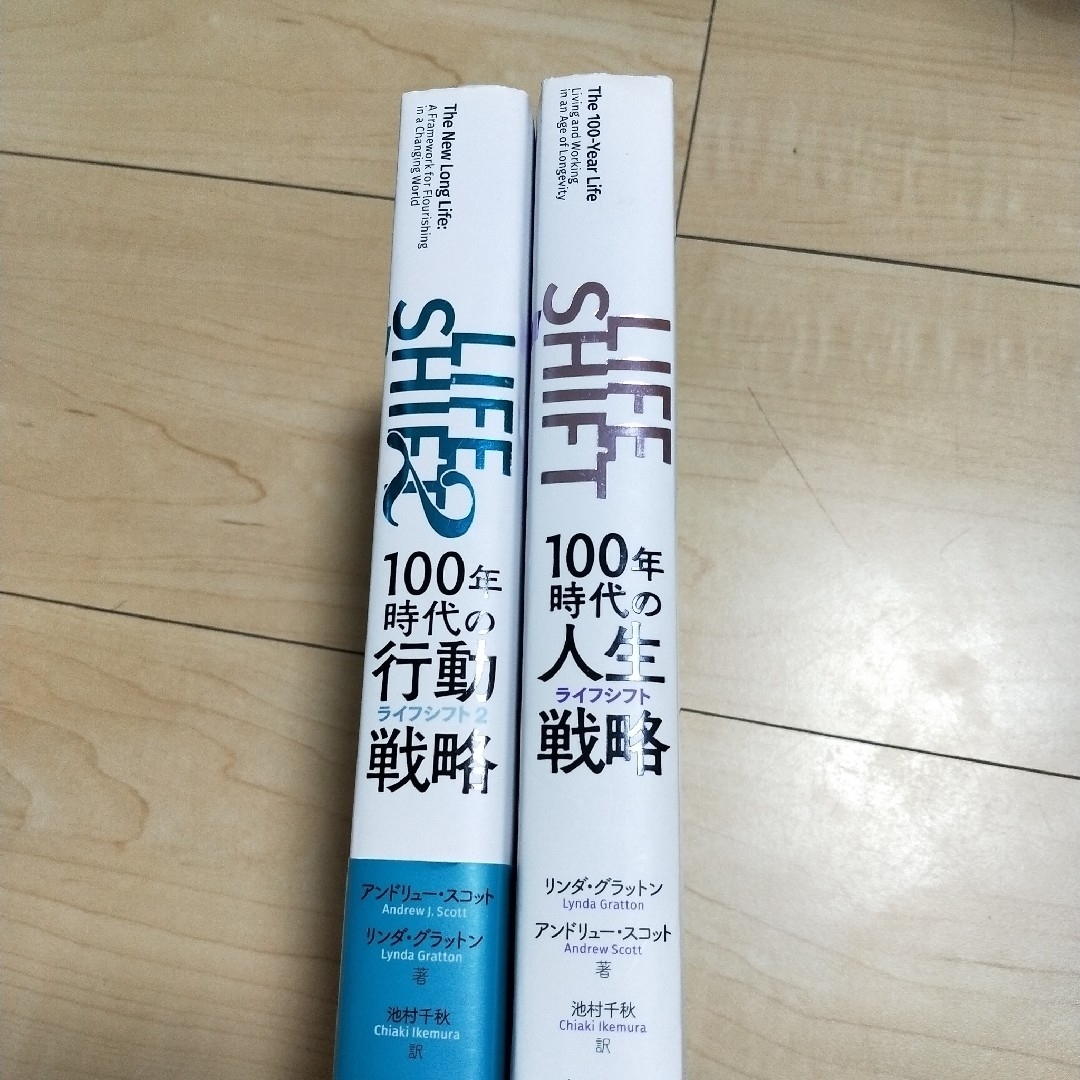 The New Long Life:
A Framework for Flourishing
in a Changing World
LIFE
SHIFT2
100年
時代の
行動
ライフシフト2
戦略
アンドリュー・スコット
Andrew J. Scott
リンダ・グラットン
Lynda Gratton
著
池村千秋
Chiaki Ikemura
訳
The 100-Year Life
Living and Working
in an Age of Longevity
LIFE
SHIFT
100年
時代の
人生
ライフシフト
戦略
リンダ・グラットン
Lynda Gratton
アンドリュー・スコット
Andrew Scott
著
池村千秋
Chiaki Ikemura
訳